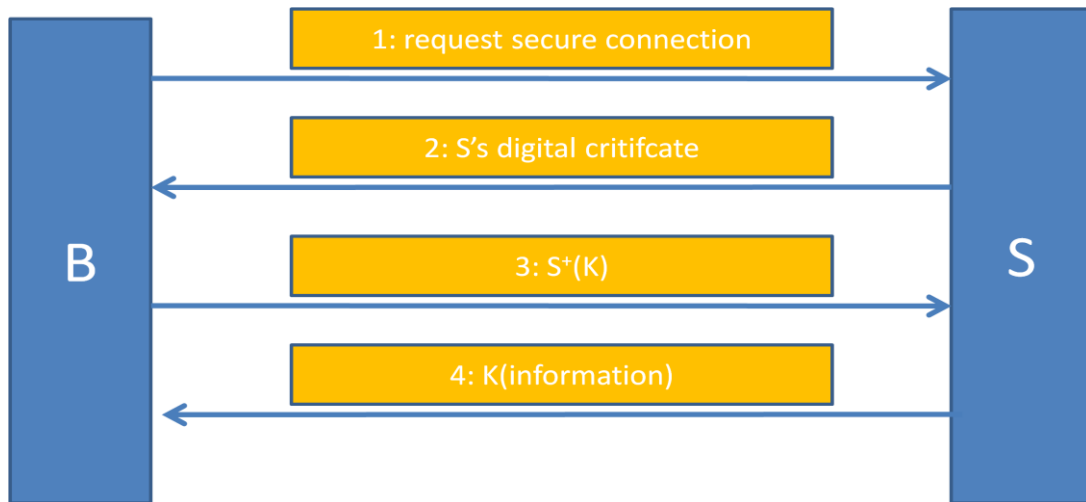 1: request secure connection
2: S’s digital critifcate
B
S
3: S⁺(K)
4: K(information)